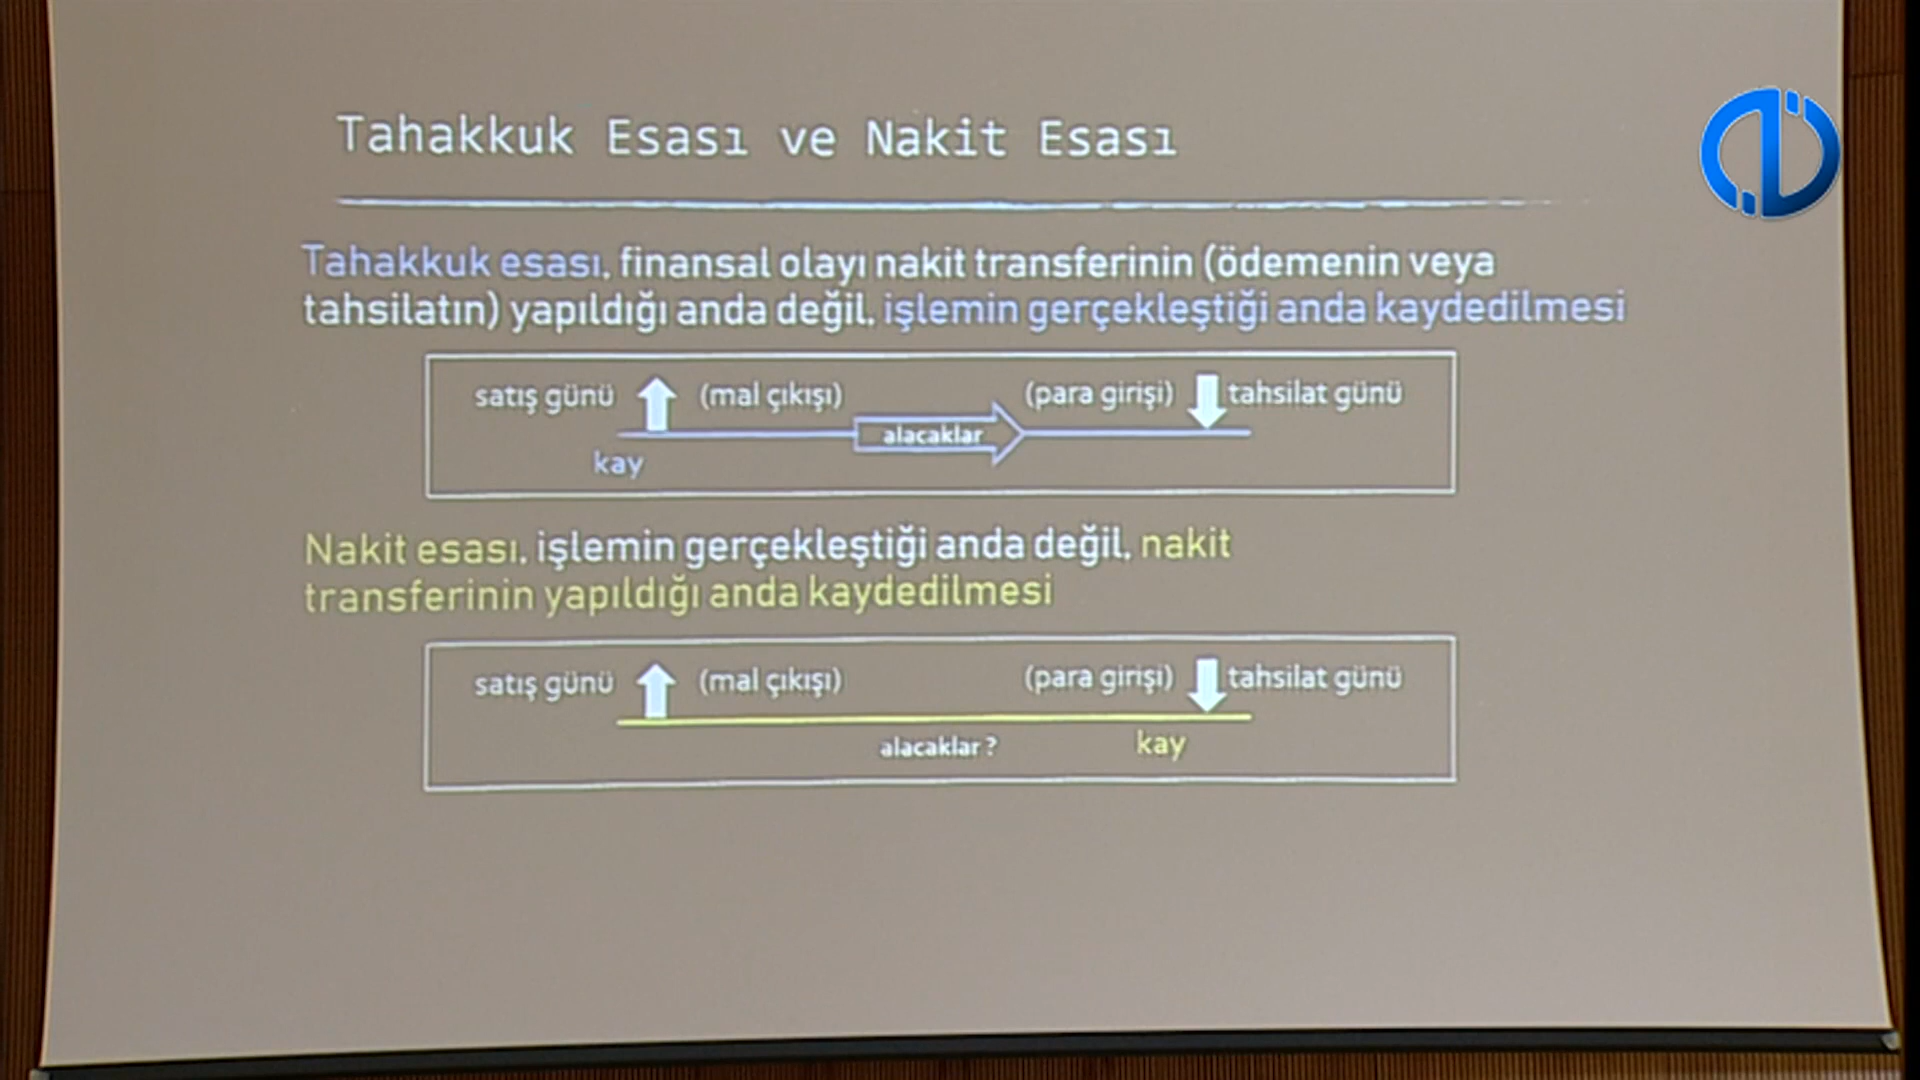 Tahakkuk Esası ve Nakit Esası
Tahakkuk esası, finansal olayı nakit transferinin (ödemenin veya
tahsilatın) yapıldığı anda değil, işlemin gerçekleştiği anda kaydedilmesi
satış günü (mal çıkışı) (para girişi) tahsilat günü
alacaklar
kay
Nakit esası, işlemin gerçekleştiği anda değil, nakit
transferinin yapıldığı anda kaydedilmesi
satış günü (mal çıkışı) (para girişi) tahsilat günü
alacaklar ? kay